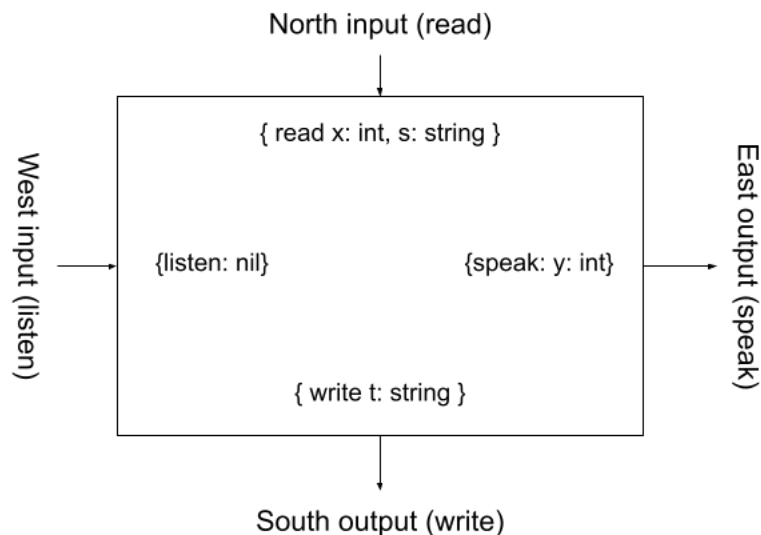 North input (read)
{ read x: int, s: string }
West input (listen)
{listen: nil}
{speak: y: int}
East output (speak)
{ write t: string }
South output (write)